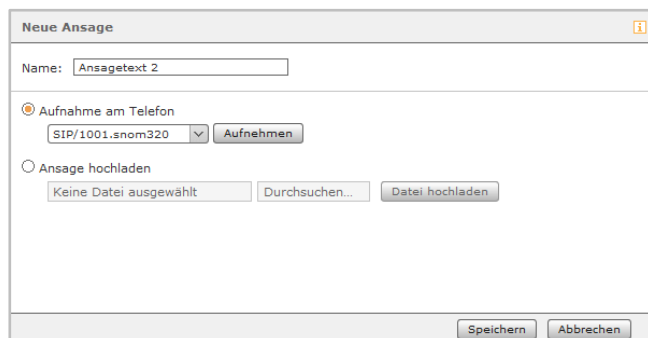 Neue Ansage
Name: Ansagetext 2
Aufnahme am Telefon
SIP/1001.snom320 Aufnehmen
Ansage hochladen
Keine Datei ausgewählt Durchsuchen... Datei hochladen
Speichern Abbrechen